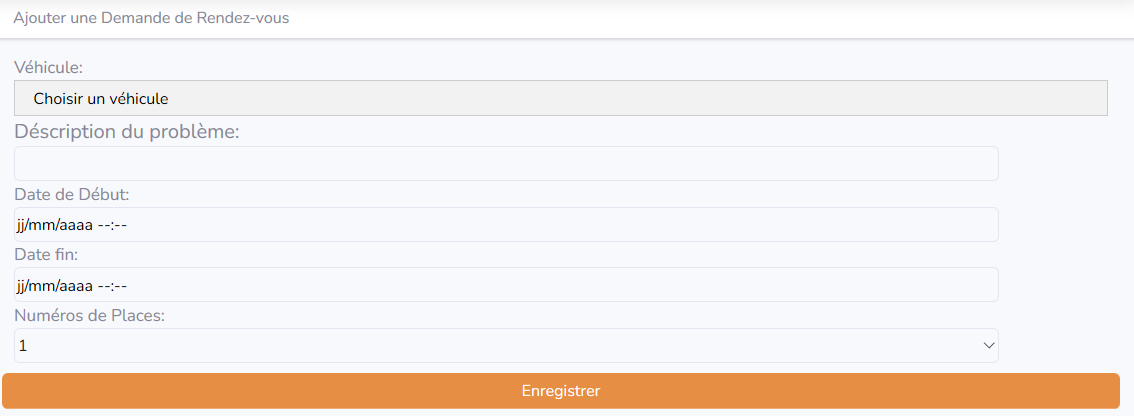 Ajouter une Demande de Rendez-vous
Véhicule:
Choisir un véhicule
Déscription du problème:
Date de Début:
jj/mm/aaaa --:--
Date fin:
jj/mm/aaaa --:--
Numéros de Places:
1
Enregistrer